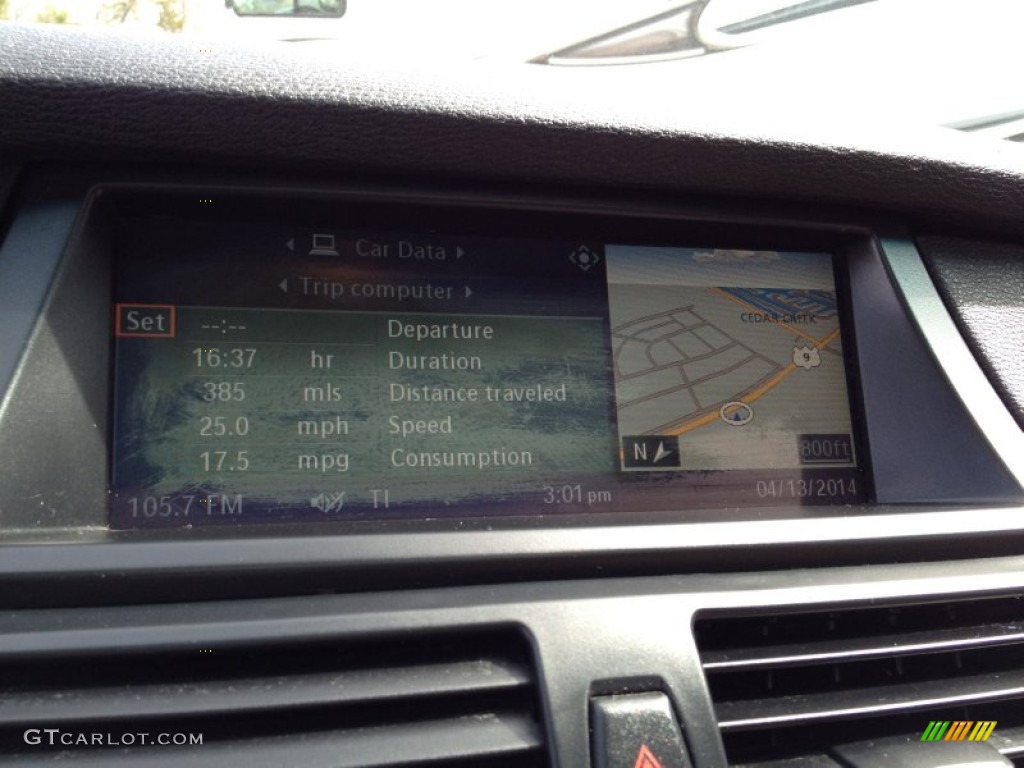 Car Data
Trip computer
Set --:-- Departure
16:37 hr Duration
385 mls Distance traveled
25.0 mph Speed
17.5 mpg Consumption
CEDAR CREEK
9
N
800ft
105.7 FM TI 3:01 pm 04/13/2014
GTCARLOT.COM